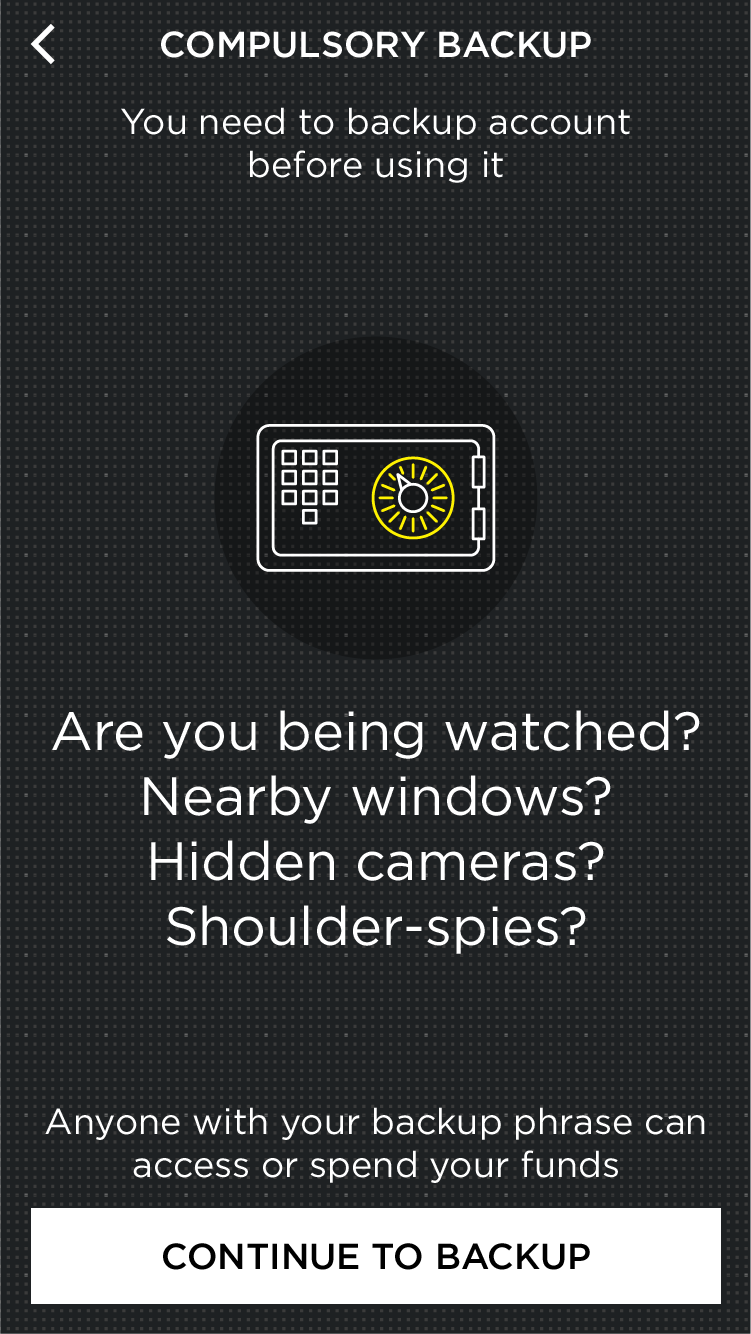 COMPULSORY BACKUP
You need to backup account
before using it
Are you being watched?
Nearby windows?
Hidden cameras?
Shoulder-spies?
Anyone with your backup phrase can
access or spend your funds
CONTINUE TO BACKUP